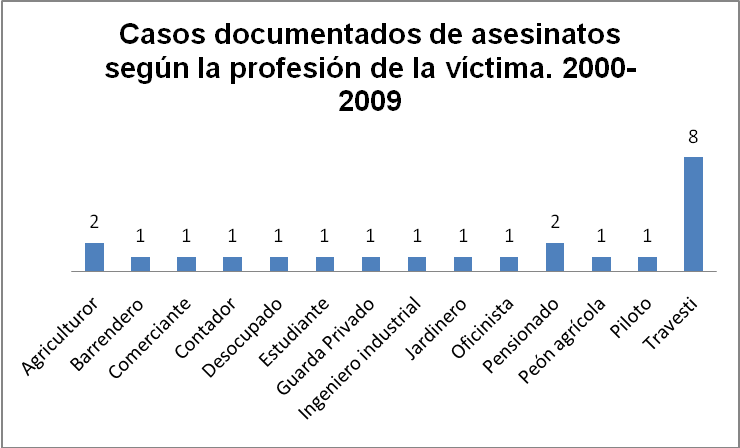 Casos documentados de asesinatos
según la profesión de la víctima. 2000-
2009
2
1
1
1
1
1
1
1
1
1
2
1
1
8
Agriculturor
Barrendero
Comerciante
Contador
Desocupado
Estudiante
Guarda Privado
Ingeniero industrial
Jardinero
Oficinista
Pensionado
Peón agrícola
Piloto
Travesti